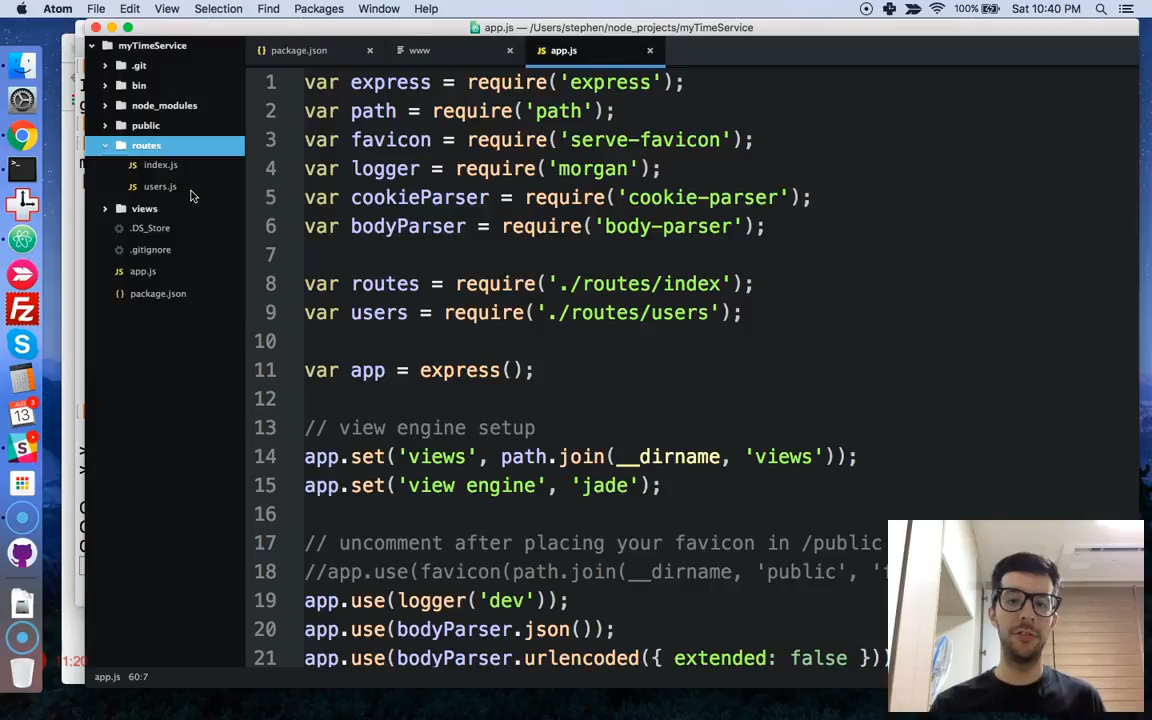 Atom File Edit View Selection Find Packages Window Help 100% Sat 10:40 PM
app.js — /Users/stephen/node_projects/myTimeService
myTimeService
.git
bin
node_modules
public
routes
index.js
users.js
views
.DS_Store
.gitignore
app.js
package.json
package.json www app.js
1 var express = require('express');
2 var path = require('path');
3 var favicon = require('serve-favicon');
4 var logger = require('morgan');
5 var cookieParser = require('cookie-parser');
6 var bodyParser = require('body-parser');
7
8 var routes = require('./routes/index');
9 var users = require('./routes/users');
10
11 var app = express();
12
13 // view engine setup
14 app.set('views', path.join(__dirname, 'views'));
15 app.set('view engine', 'jade');
16
17 // uncomment after placing your favicon in /public
18 //app.use(favicon(path.join(__dirname, 'public', '
19 app.use(logger('dev'));
20 app.use(bodyParser.json());
21 app.use(bodyParser.urlencoded({ extended: false }))
app.js 60:7
11:20
AUG
13
3
Fz